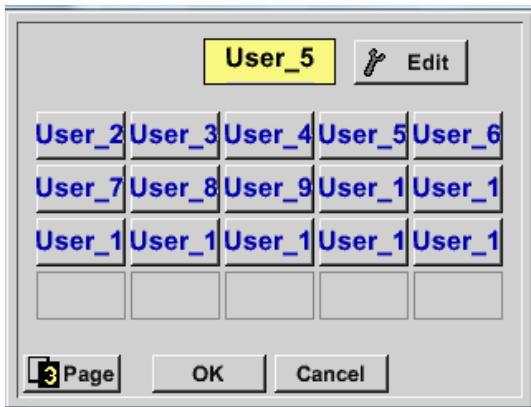 User_5 Edit
User_2 User_3 User_4 User_5 User_6
User_7 User_8 User_9 User_1 User_1
User_1 User_1 User_1 User_1 User_1
3 Page OK Cancel